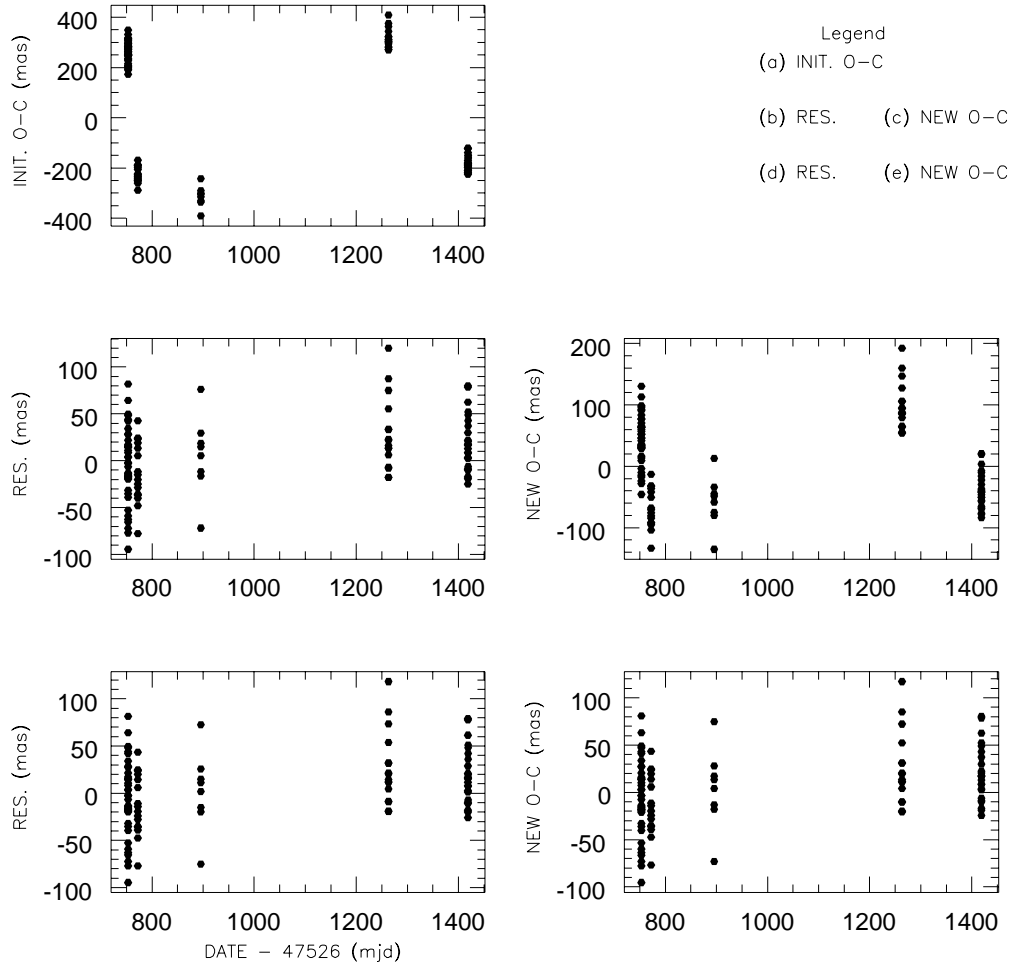 INIT. O-C (mas)
400
200
0
-200
-400
800 1000 1200 1400
Legend
(a) INIT. O-C
(b) RES. (c) NEW O-C
(d) RES. (e) NEW O-C
RES. (mas)
100
50
0
-50
-100
800 1000 1200 1400
NEW O-C (mas)
200
100
0
-100
800 1000 1200 1400
RES. (mas)
100
50
0
-50
-100
800 1000 1200 1400
DATE - 47526 (mjd)
NEW O-C (mas)
100
50
0
-50
-100
800 1000 1200 1400